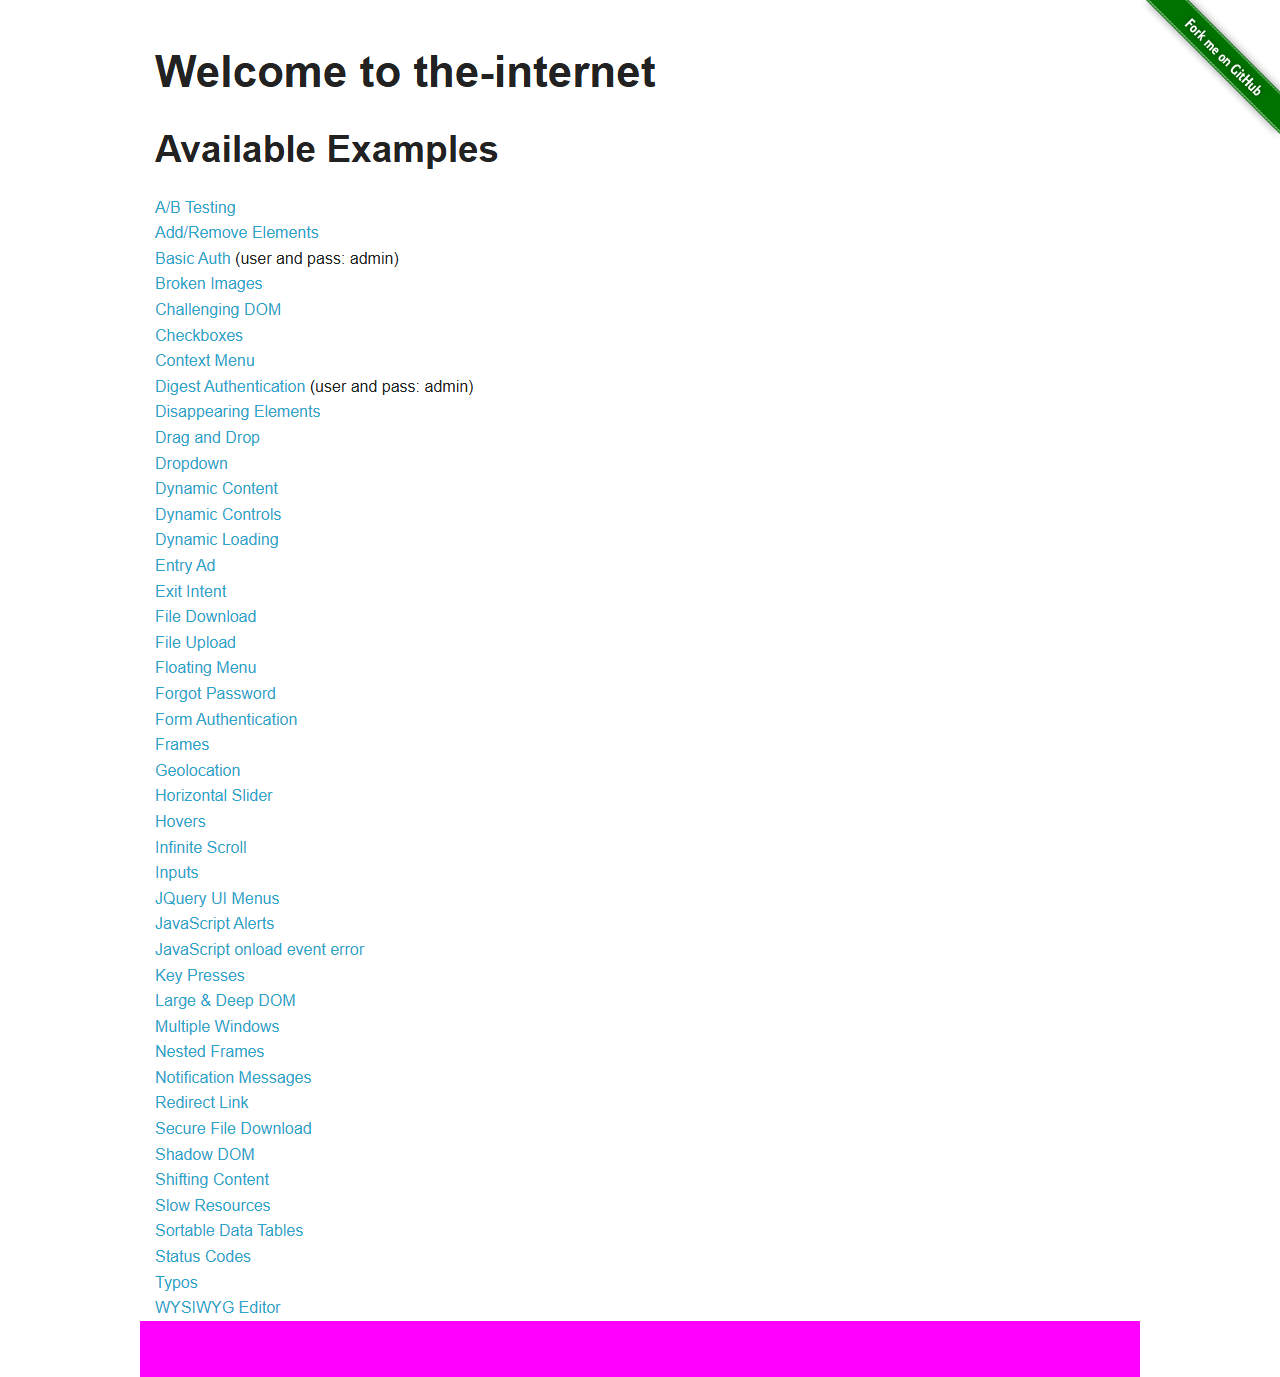 Fork me on GitHub
Welcome to the-internet
Available Examples
A/B Testing
Add/Remove Elements
Basic Auth (user and pass: admin)
Broken Images
Challenging DOM
Checkboxes
Context Menu
Digest Authentication (user and pass: admin)
Disappearing Elements
Drag and Drop
Dropdown
Dynamic Content
Dynamic Controls
Dynamic Loading
Entry Ad
Exit Intent
File Download
File Upload
Floating Menu
Forgot Password
Form Authentication
Frames
Geolocation
Horizontal Slider
Hovers
Infinite Scroll
Inputs
JQuery UI Menus
JavaScript Alerts
JavaScript onload event error
Key Presses
Large & Deep DOM
Multiple Windows
Nested Frames
Notification Messages
Redirect Link
Secure File Download
Shadow DOM
Shifting Content
Slow Resources
Sortable Data Tables
Status Codes
Typos
WYSIWYG Editor